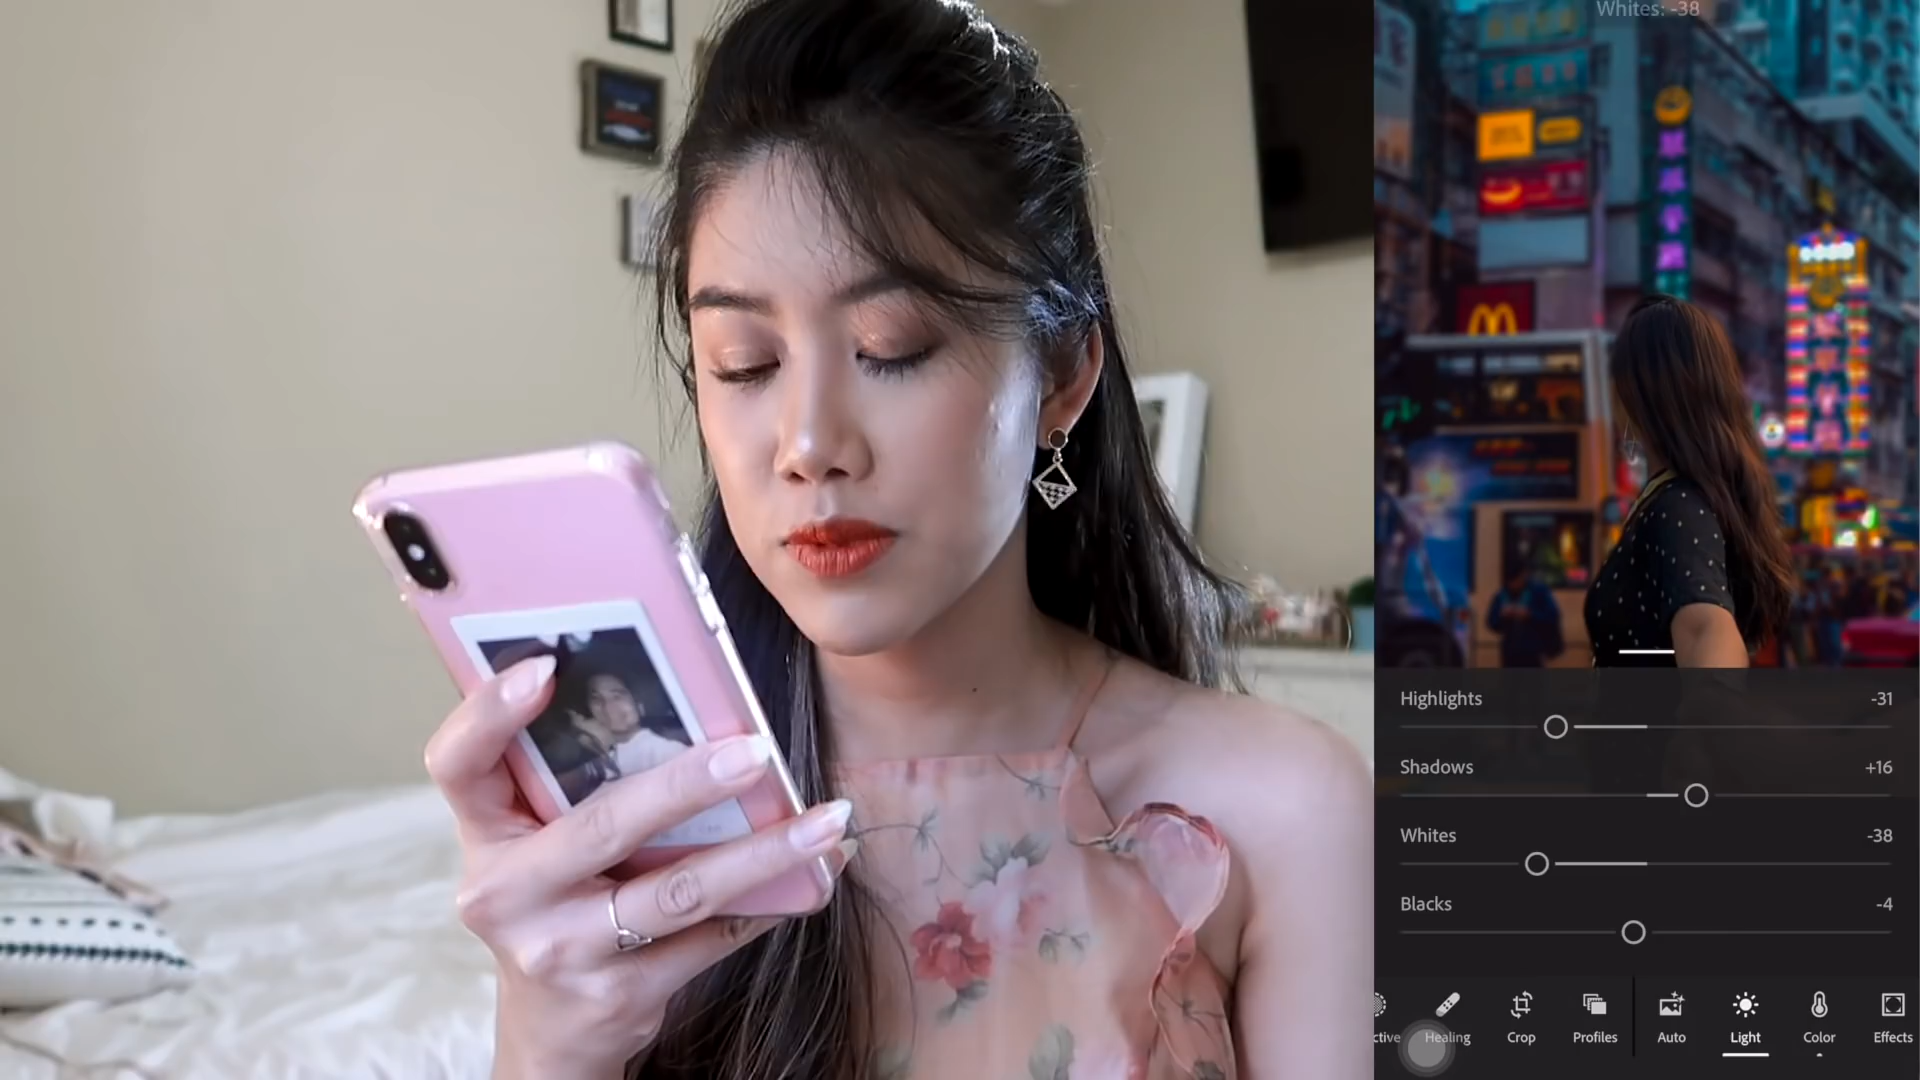 Whites: -38
Highlights -31
Shadows +16
Whites -38
Blacks -4
ctive Healing Crop Profiles Auto Light Color Effects